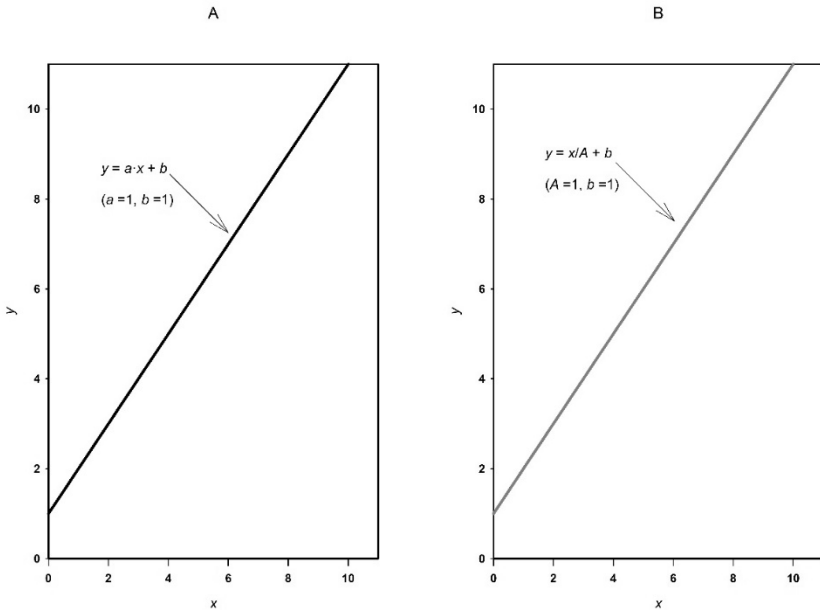 A
y = a·x + b
(a =1, b =1)
y
10
8
6
4
2
0
0 2 4 6 8 10
x
B
y = x/A + b
(A =1, b =1)
y
10
8
6
4
2
0
0 2 4 6 8 10
x